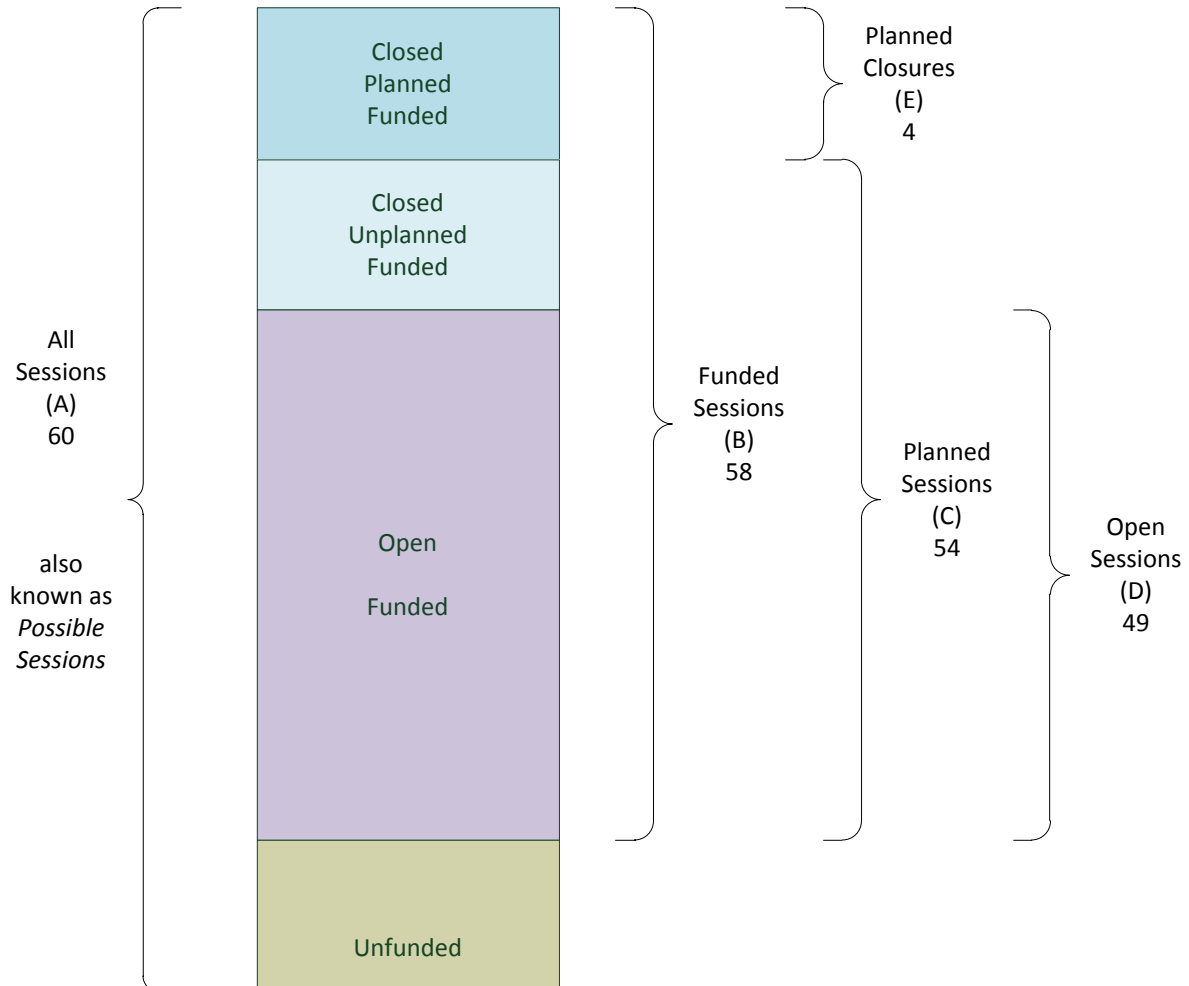 Closed
Planned
Funded
Planned
Closures
(E)
4
Closed
Unplanned
Funded
All
Sessions
(A)
60
also
known as
Possible
Sessions
Open
Funded
Funded
Sessions
(B)
58
Planned
Sessions
(C)
54
Open
Sessions
(D)
49
Unfunded